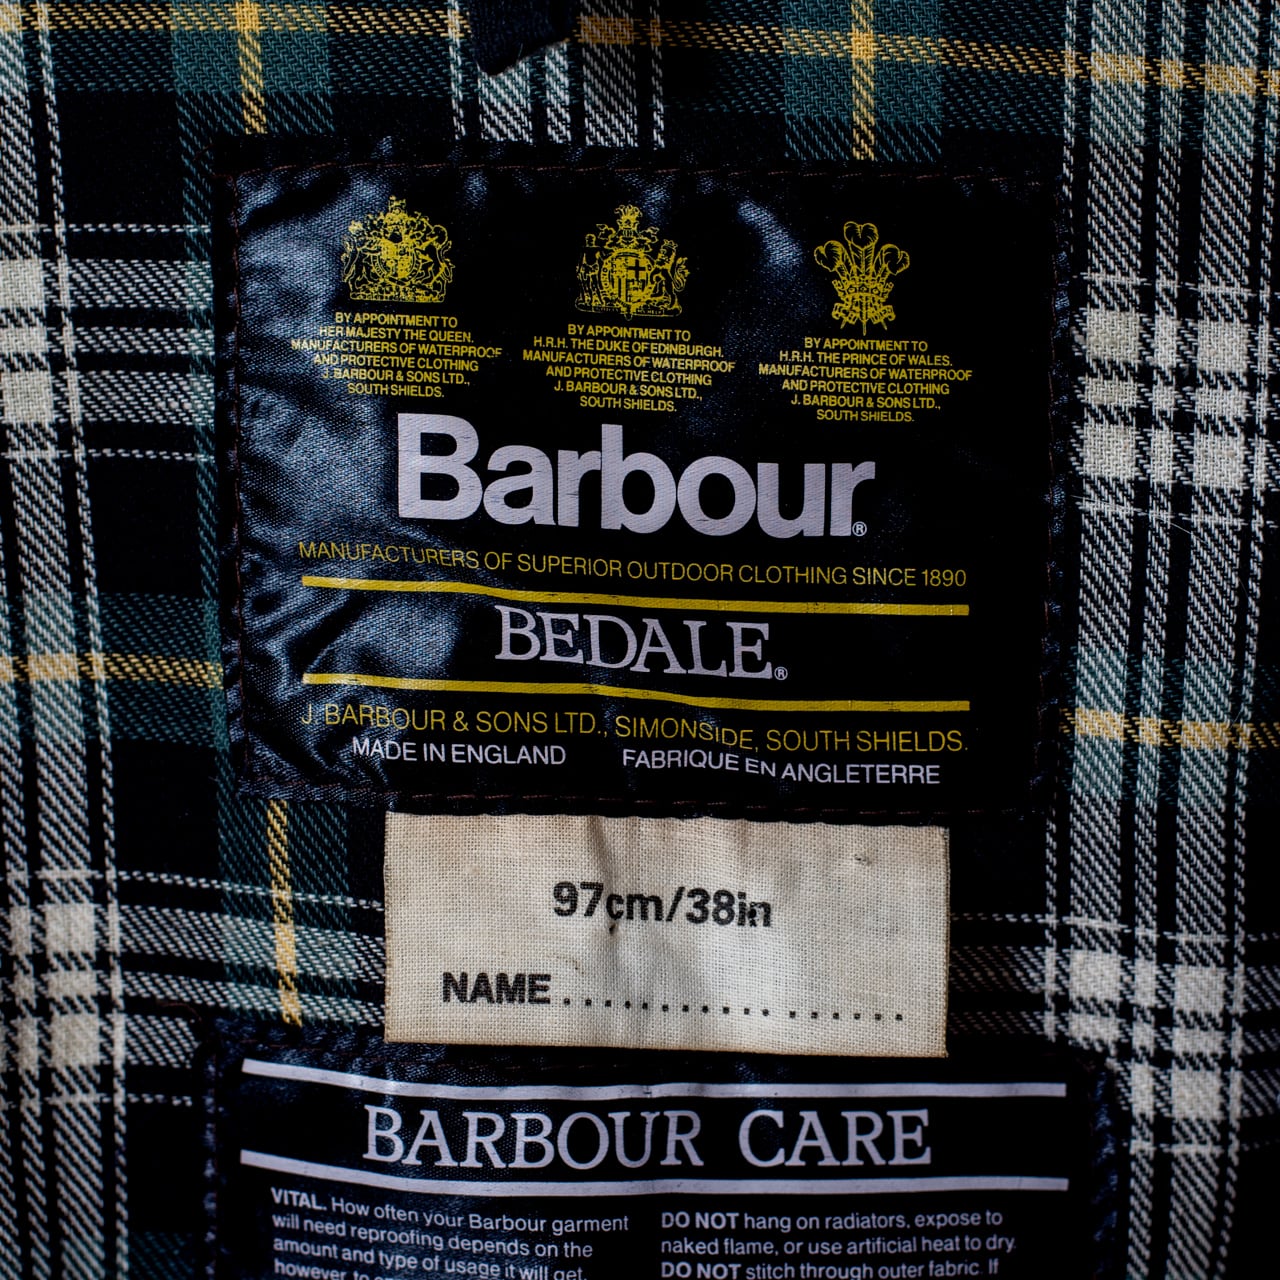 BY APPOINTMENT TO
HER MAJESTY THE QUEEN.
MANUFACTURERS OF WATERPROOF
AND PROTECTIVE CLOTHING
J. BARBOUR & SONS LTD.,
SOUTH SHIELDS.
BY APPOINTMENT TO
H.R.H. THE DUKE OF EDINBURGH.
MANUFACTURERS OF WATERPROOF
AND PROTECTIVE CLOTHING
J. BARBOUR & SONS LTD.,
SOUTH SHIELDS.
BY APPOINTMENT TO
H.R.H. THE PRINCE OF WALES.
MANUFACTURERS OF WATERPROOF
AND PROTECTIVE CLOTHING
J. BARBOUR & SONS LTD.,
SOUTH SHIELDS.
Barbour®
MANUFACTURERS OF SUPERIOR OUTDOOR CLOTHING SINCE 1890
BEDALE®
J. BARBOUR & SONS LTD., SIMONSIDE, SOUTH SHIELDS.
MADE IN ENGLAND FABRIQUE EN ANGLETERRE
97cm/38in
NAME..................
BARBOUR CARE
VITAL. How often your Barbour garment
will need reproofing depends on the
amount and type of usage it will get,
however, to
DO NOT hang on radiators, expose to
naked flame, or use artificial heat to dry.
DO NOT stitch through outer fabric. If